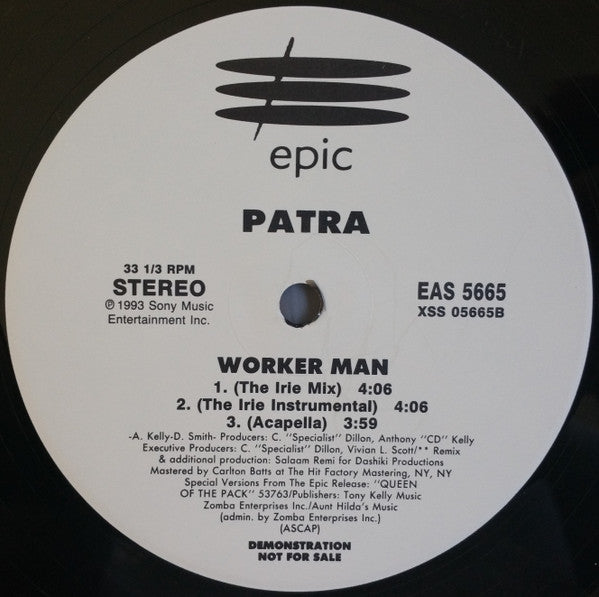 epic
PATRA
33 1/3 RPM
STEREO
℗ 1993 Sony Music
Entertainment Inc.
EAS 5665
XSS 05665B
WORKER MAN
1. (The Irie Mix) 4:06
2. (The Irie Instrumental) 4:06
3. (Acapella) 3:59
-A. Kelly-D. Smith- Producers: C. "Specialist" Dillon, Anthony "CD" Kelly
Executive Producers: C. "Specialist" Dillon, Vivian L. Scott/** Remix
& additional production: Salaam Remi for Dashiki Productions
Mastered by Carlton Batts at The Hit Factory Mastering, NY, NY
Special Versions From The Epic Release: "QUEEN
OF THE PACK" 53763/Publishers: Tony Kelly Music
Zomba Enterprises Inc./Aunt Hilda's Music
(admin. by Zomba Enterprises Inc.)
(ASCAP)
DEMONSTRATION
NOT FOR SALE